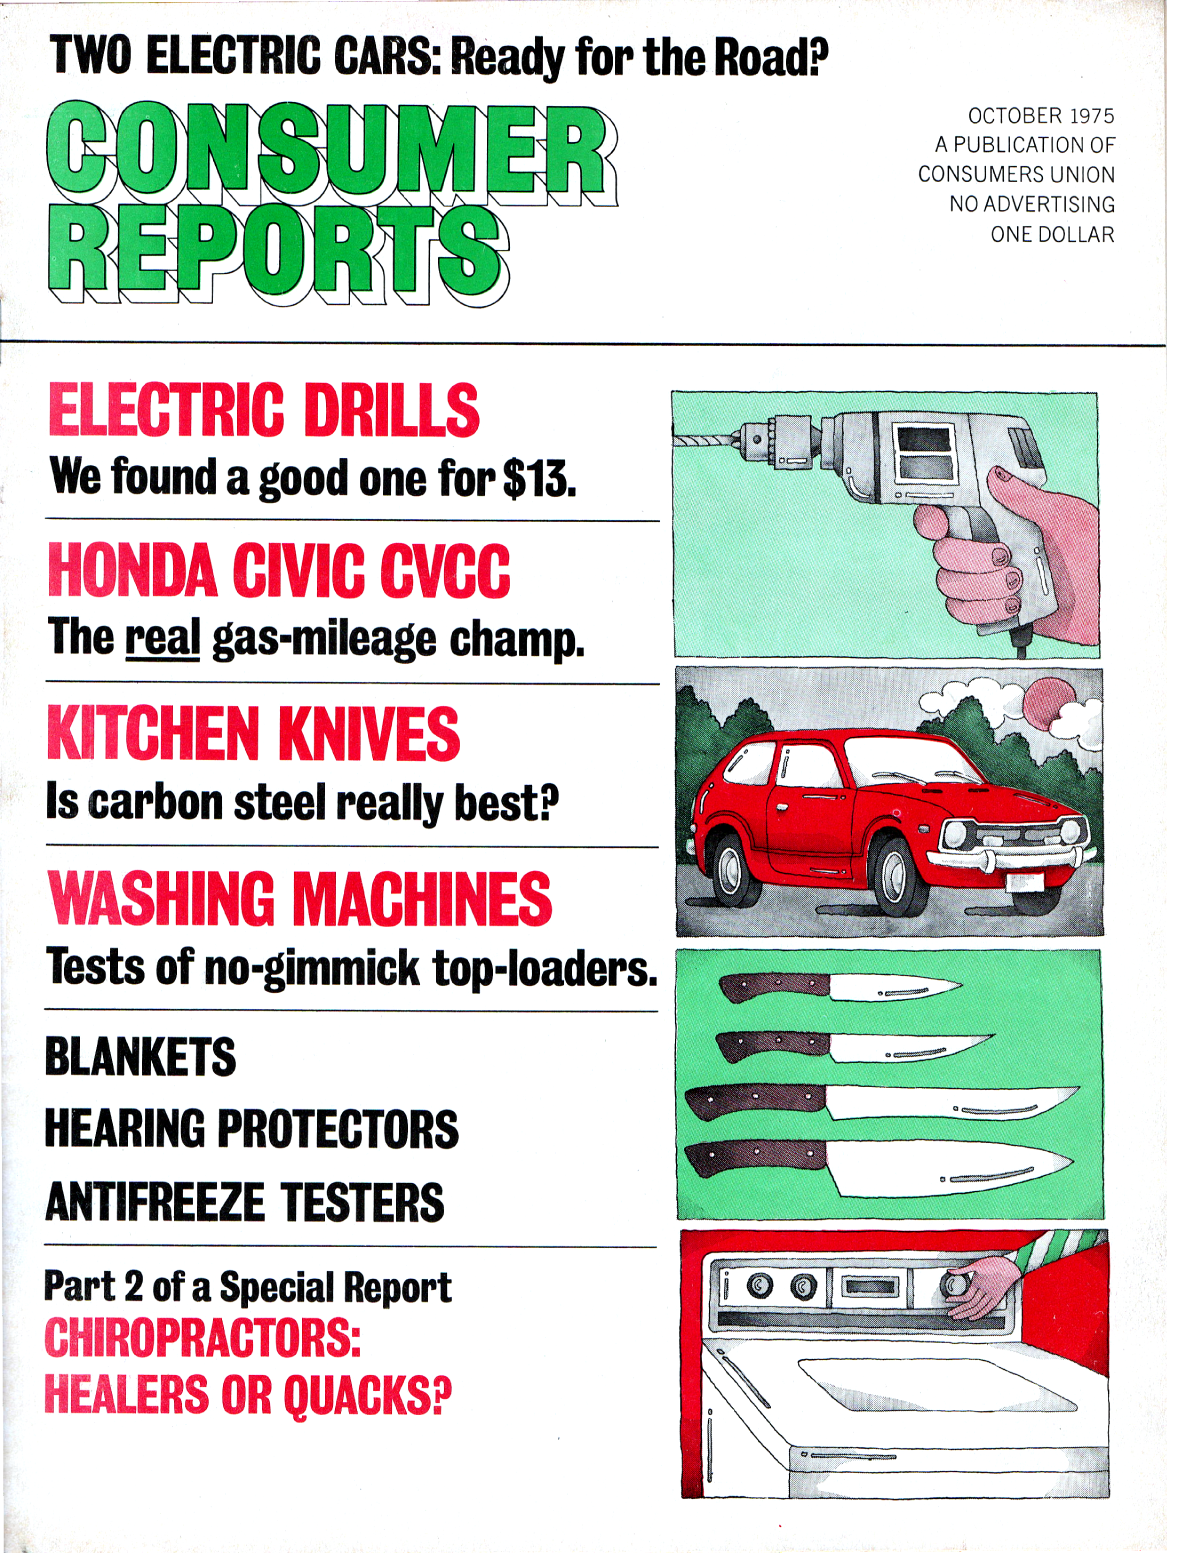 TWO ELECTRIC CARS: Ready for the Road?
CONSUMER
REPORTS
OCTOBER 1975
A PUBLICATION OF
CONSUMERS UNION
NO ADVERTISING
ONE DOLLAR
ELECTRIC DRILLS
We found a good one for $13.
HONDA CIVIC CVCC
The real gas-mileage champ.
KITCHEN KNIVES
Is carbon steel really best?
WASHING MACHINES
Tests of no-gimmick top-loaders.
BLANKETS
HEARING PROTECTORS
ANTIFREEZE TESTERS
Part 2 of a Special Report
CHIROPRACTORS:
HEALERS OR QUACKS?